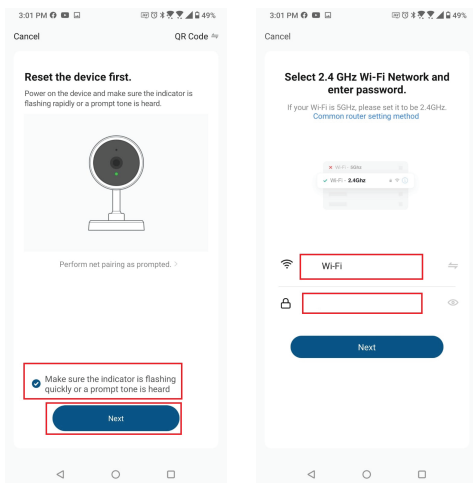 3:01 PM 49%
Cancel QR Code
Reset the device first.
Power on the device and make sure the indicator is
flashing rapidly or a prompt tone is heard.
Perform net pairing as prompted. >
Make sure the indicator is flashing
quickly or a prompt tone is heard
Next
3:01 PM 49%
Cancel
Select 2.4 GHz Wi-Fi Network and
enter password.
If your Wi-Fi is 5GHz, please set it to be 2.4GHz.
Common router setting method
Wi-Fi - 5Ghz
Wi-Fi - 2.4Ghz
Wi-Fi
Next